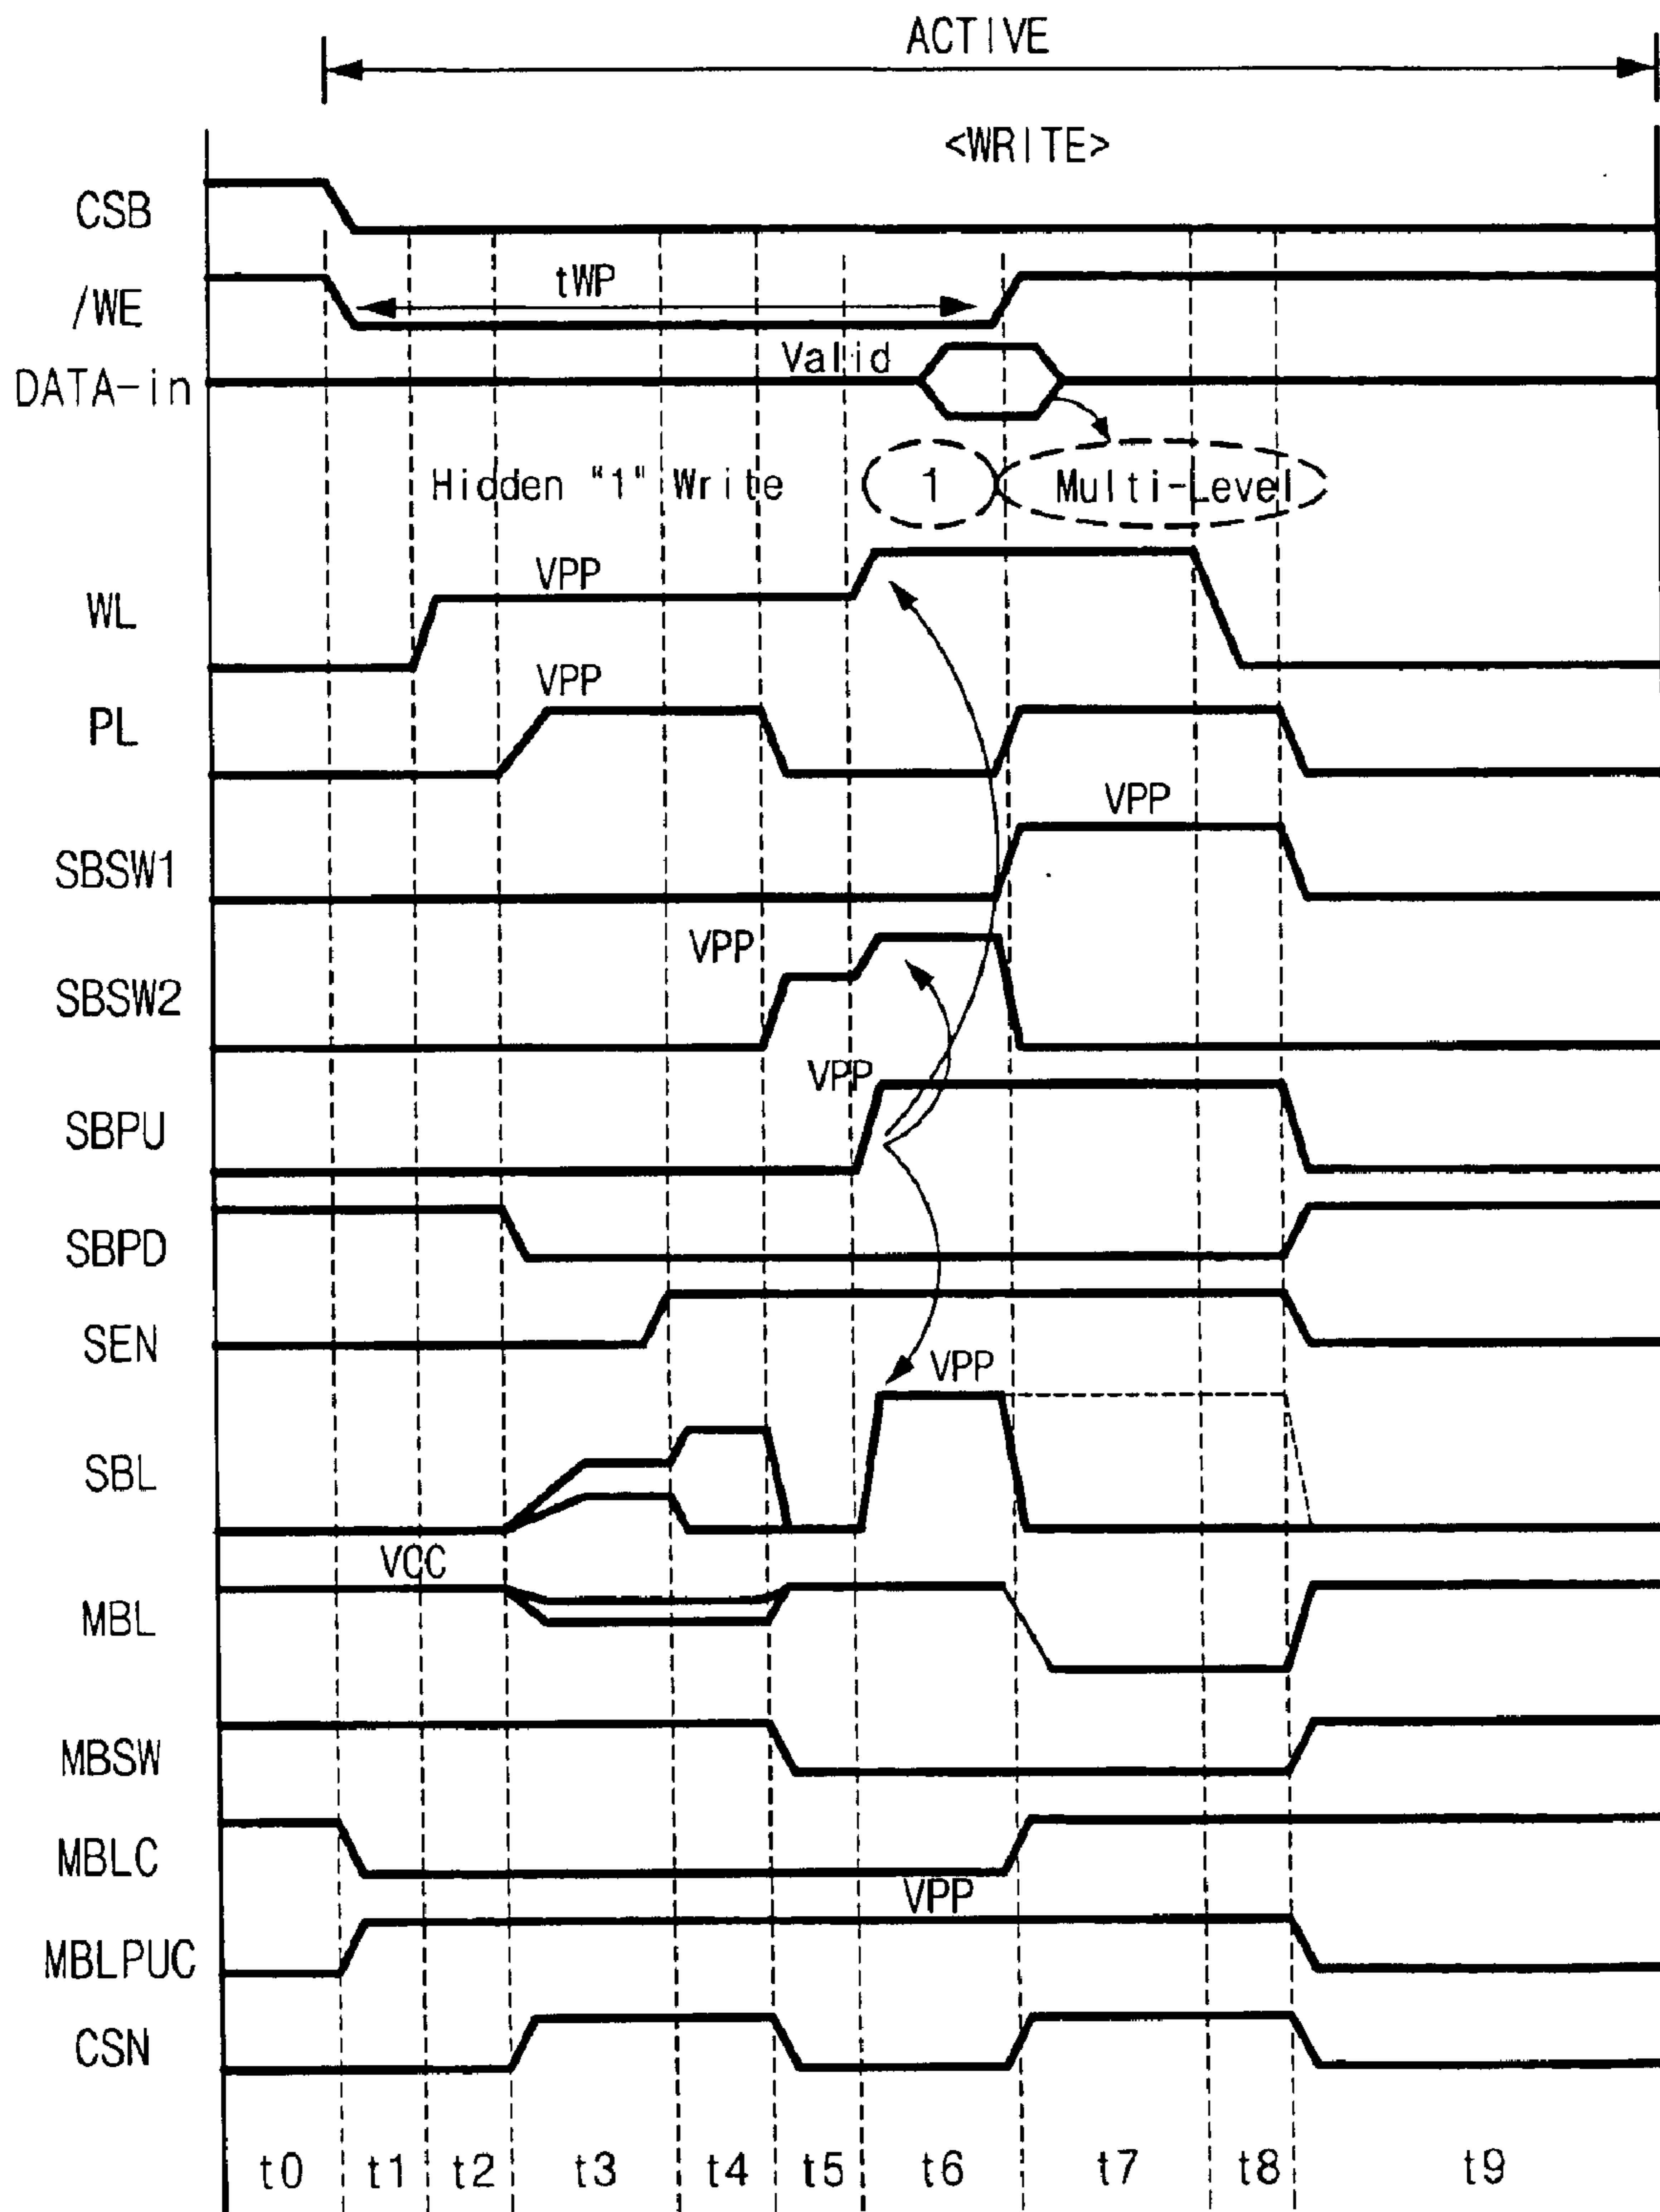 ACTIVE
<WRITE>
CSB
/WE
tWP
DATA-in
Valid
Hidden "1" Write
1
Multi-Level
WL
VPP
PL
VPP
SBSW1
VPP
SBSW2
VPP
SBPU
VPP
SBPD
SEN
SBL
VPP
MBL
VCC
MBSW
MBLC
MBLPUC
VPP
CSN
t0 t1 t2 t3 t4 t5 t6 t7 t8 t9